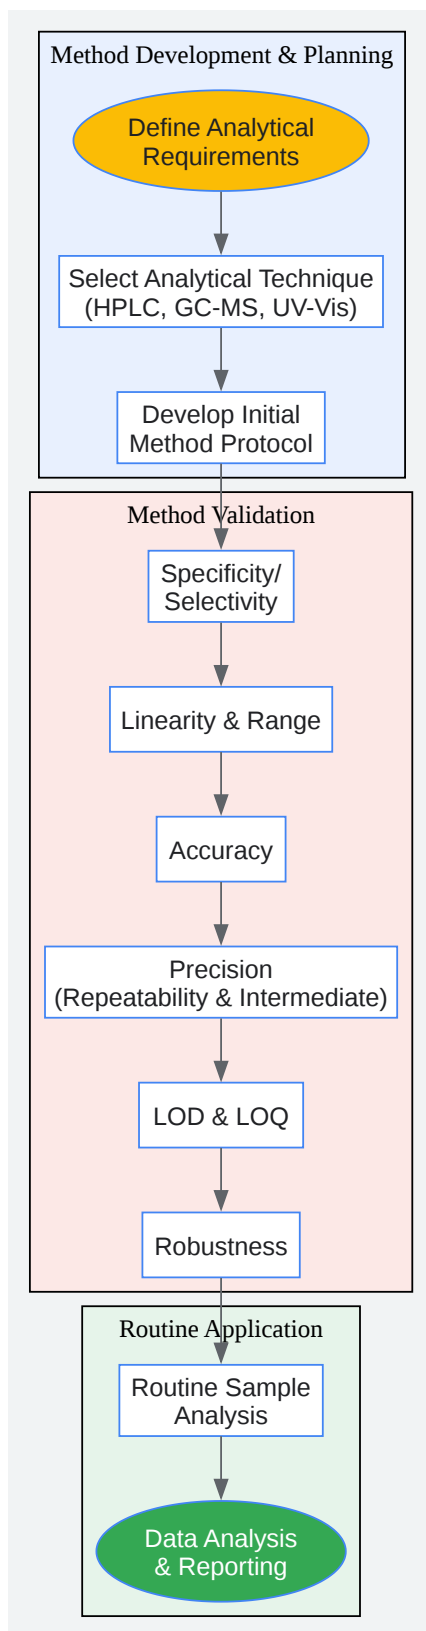 Method Development & Planning
Define Analytical
Requirements
Select Analytical Technique
(HPLC, GC-MS, UV-Vis)
Develop Initial
Method Protocol
Method Validation
Specificity/
Selectivity
Linearity & Range
Accuracy
Precision
(Repeatability & Intermediate)
LOD & LOQ
Robustness
Routine Application
Routine Sample
Analysis
Data Analysis
& Reporting